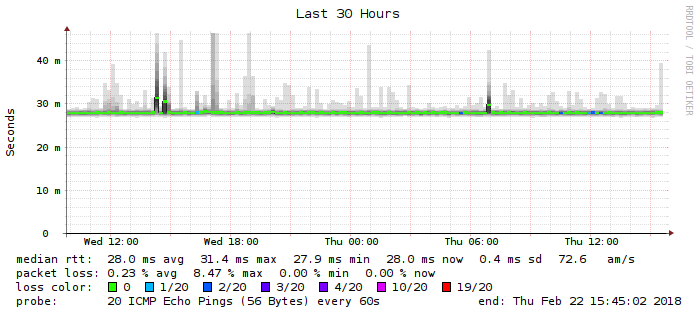 Last 30 Hours
RRDTOOL / TOBI OETIKER
Seconds
40 m
30 m
20 m
10 m
0
Wed 12:00 Wed 18:00 Thu 00:00 Thu 06:00 Thu 12:00
median rtt: 28.0 ms avg 31.4 ms max 27.9 ms min 28.0 ms now 0.4 ms sd 72.6 am/s
packet loss: 0.23 % avg 8.47 % max 0.00 % min 0.00 % now
loss color: 0 1/20 2/20 3/20 4/20 10/20 19/20
probe: 20 ICMP Echo Pings (56 Bytes) every 60s end: Thu Feb 22 15:45:02 2018